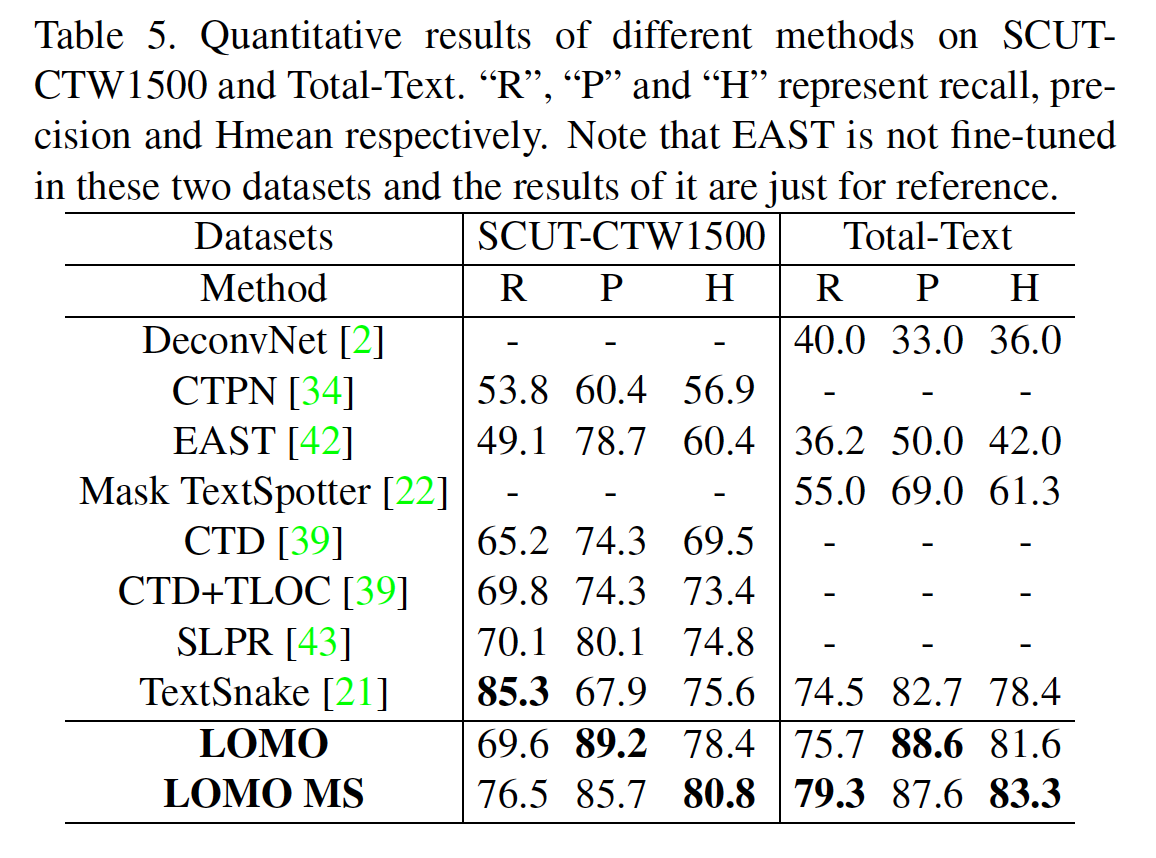 Table 5. Quantitative results of different methods on SCUT-
CTW1500 and Total-Text. “R”, “P” and “H” represent recall, pre-
cision and Hmean respectively. Note that EAST is not fine-tuned
in these two datasets and the results of it are just for reference.
Datasets SCUT-CTW1500 Total-Text
Method R P H R P H
DeconvNet [2] - - - 40.0 33.0 36.0
CTPN [34] 53.8 60.4 56.9 - - -
EAST [42] 49.1 78.7 60.4 36.2 50.0 42.0
Mask TextSpotter [22] - - - 55.0 69.0 61.3
CTD [39] 65.2 74.3 69.5 - - -
CTD+TLOC [39] 69.8 74.3 73.4 - - -
SLPR [43] 70.1 80.1 74.8 - - -
TextSnake [21] 85.3 67.9 75.6 74.5 82.7 78.4
LOMO 69.6 89.2 78.4 75.7 88.6 81.6
LOMO MS 76.5 85.7 80.8 79.3 87.6 83.3